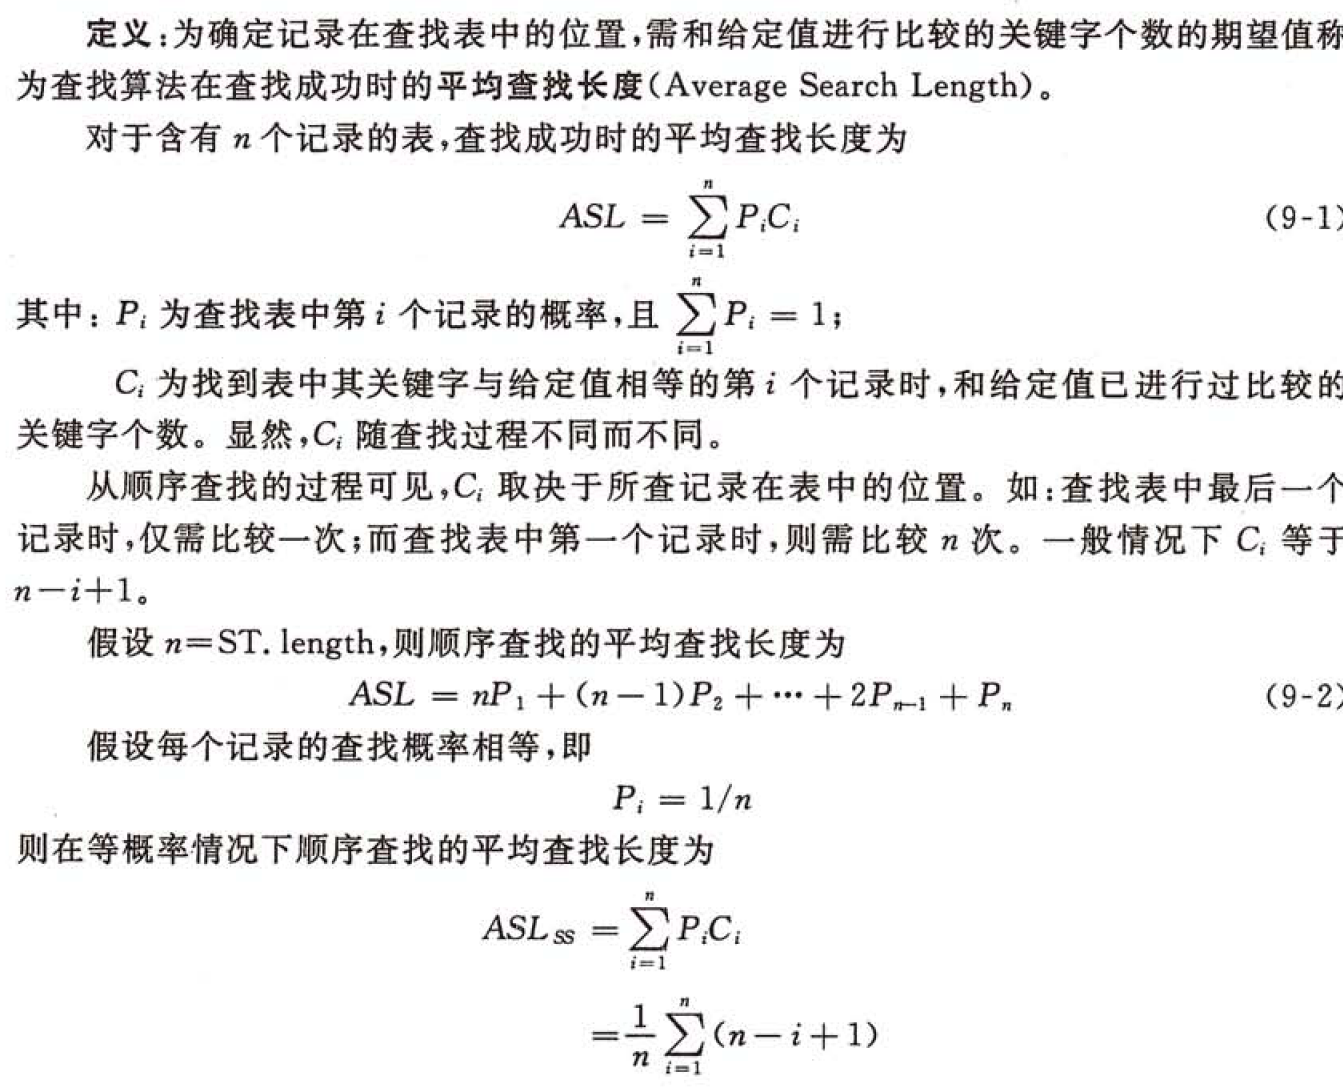 定义:为确定记录在查找表中的位置,需和给定值进行比较的关键字个数的期望值称
为查找算法在查找成功时的平均查找长度(Average Search Length)。
对于含有 n 个记录的表,查找成功时的平均查找长度为
ASL = \sum_{i=1}^{n} P_i C_i (9-1)
其中: P_i 为查找表中第 i 个记录的概率,且 \sum_{i=1}^{n} P_i = 1;
C_i 为找到表中其关键字与给定值相等的第 i 个记录时,和给定值已进行过比较的
关键字个数。显然,C_i 随查找过程不同而不同。
从顺序查找的过程可见,C_i 取决于所查记录在表中的位置。如:查找表中最后一个
记录时,仅需比较一次;而查找表中第一个记录时,则需比较 n 次。一般情况下 C_i 等于
n-i+1。
假设 n=ST.length,则顺序查找的平均查找长度为
ASL = nP_1 + (n-1)P_2 + ⋯ + 2P_{n-1} + P_n (9-2)
假设每个记录的查找概率相等,即
P_i = 1/n
则在等概率情况下顺序查找的平均查找长度为
ASL_{SS} = \sum_{i=1}^{n} P_i C_i
= \frac{1}{n} \sum_{i=1}^{n} (n-i+1)